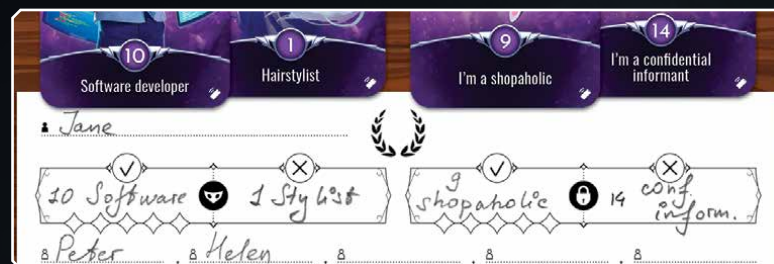 10
Software developer
1
Hairstylist
9
I'm a shopaholic
14
I'm a confidential
informant
Jane
10 Software
1 Stylist
9
shopaholic
14 conf.
inform.
Peter
Helen